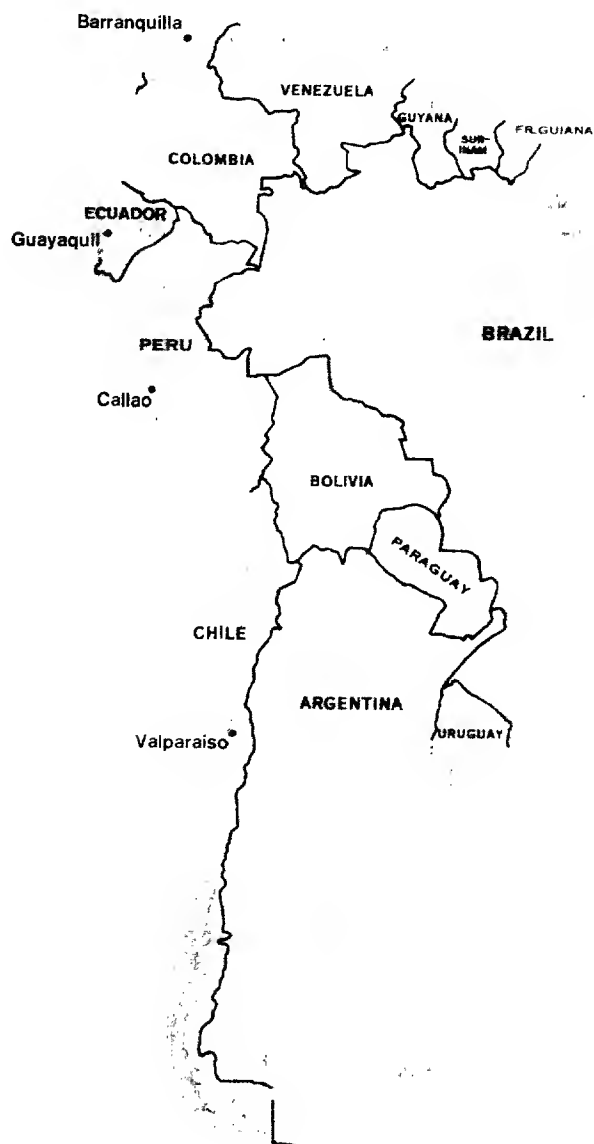 Barranquilla
VENEZUELA
GUYANA
SUR-
INAM
FR.GUIANA
COLOMBIA
ECUADOR
Guayaquil
BRAZIL
PERU
Callao
BOLIVIA
PARAGUAY
CHILE
ARGENTINA
Valparaiso
URUGUAY